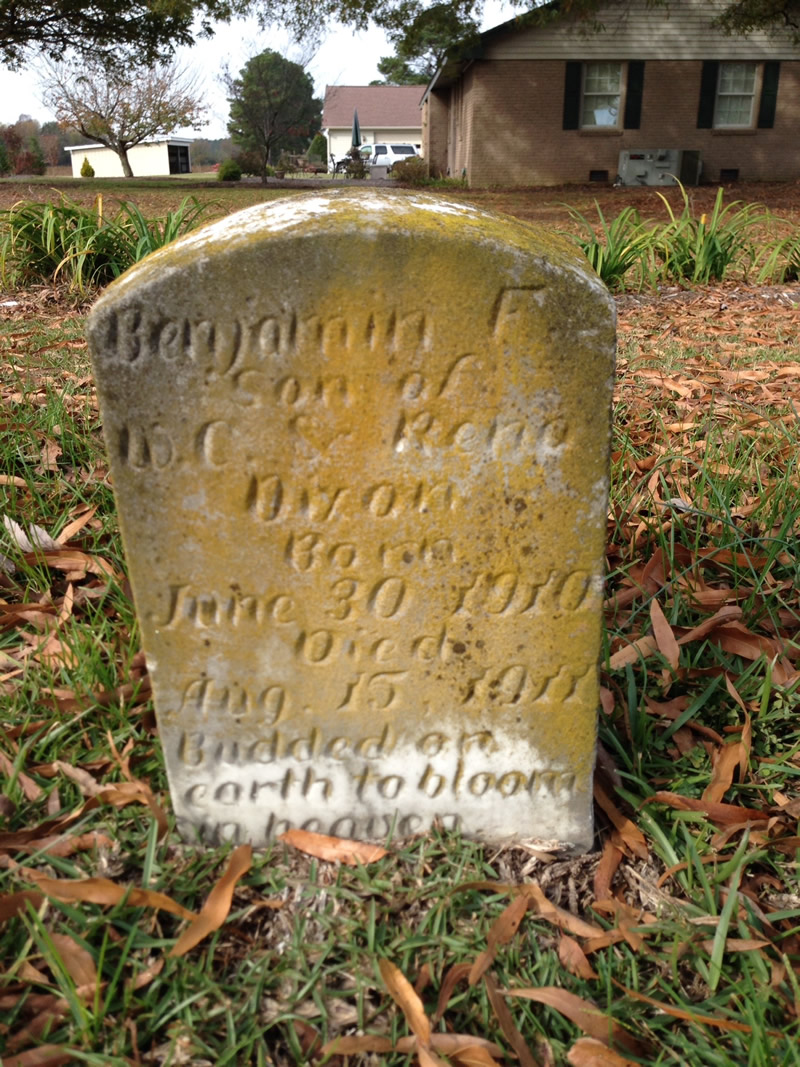 Benjamin F
Son of
W. C. & Reno
Dixon
Born
June 30 1910
Died
Aug. 15, 1911
Budded on
earth to bloom
in heaven.